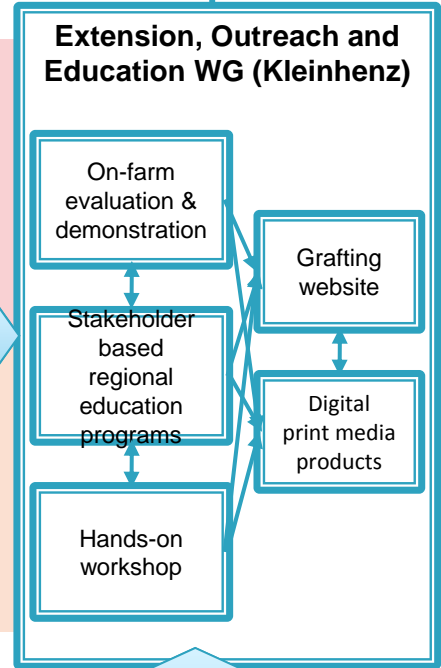 Extension, Outreach and
Education WG (Kleinhenz)
On-farm
evaluation &
demonstration
Stakeholder
based
regional
education
programs
Hands-on
workshop
Grafting
website
Digital
print media
products